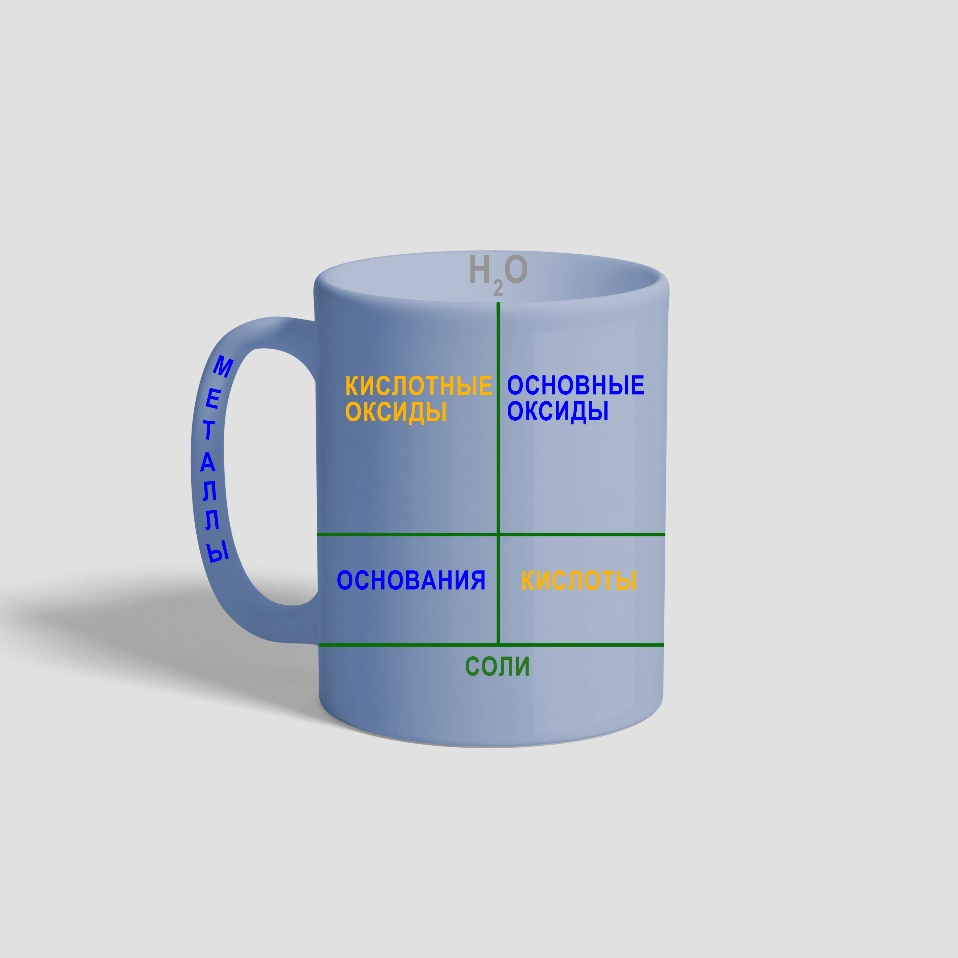 H₂O
КИСЛОТНЫЕ
ОКСИДЫ
ОСНОВНЫЕ
ОКСИДЫ
МЕТАЛЛЫ
ОСНОВАНИЯ
КИСЛОТЫ
СОЛИ